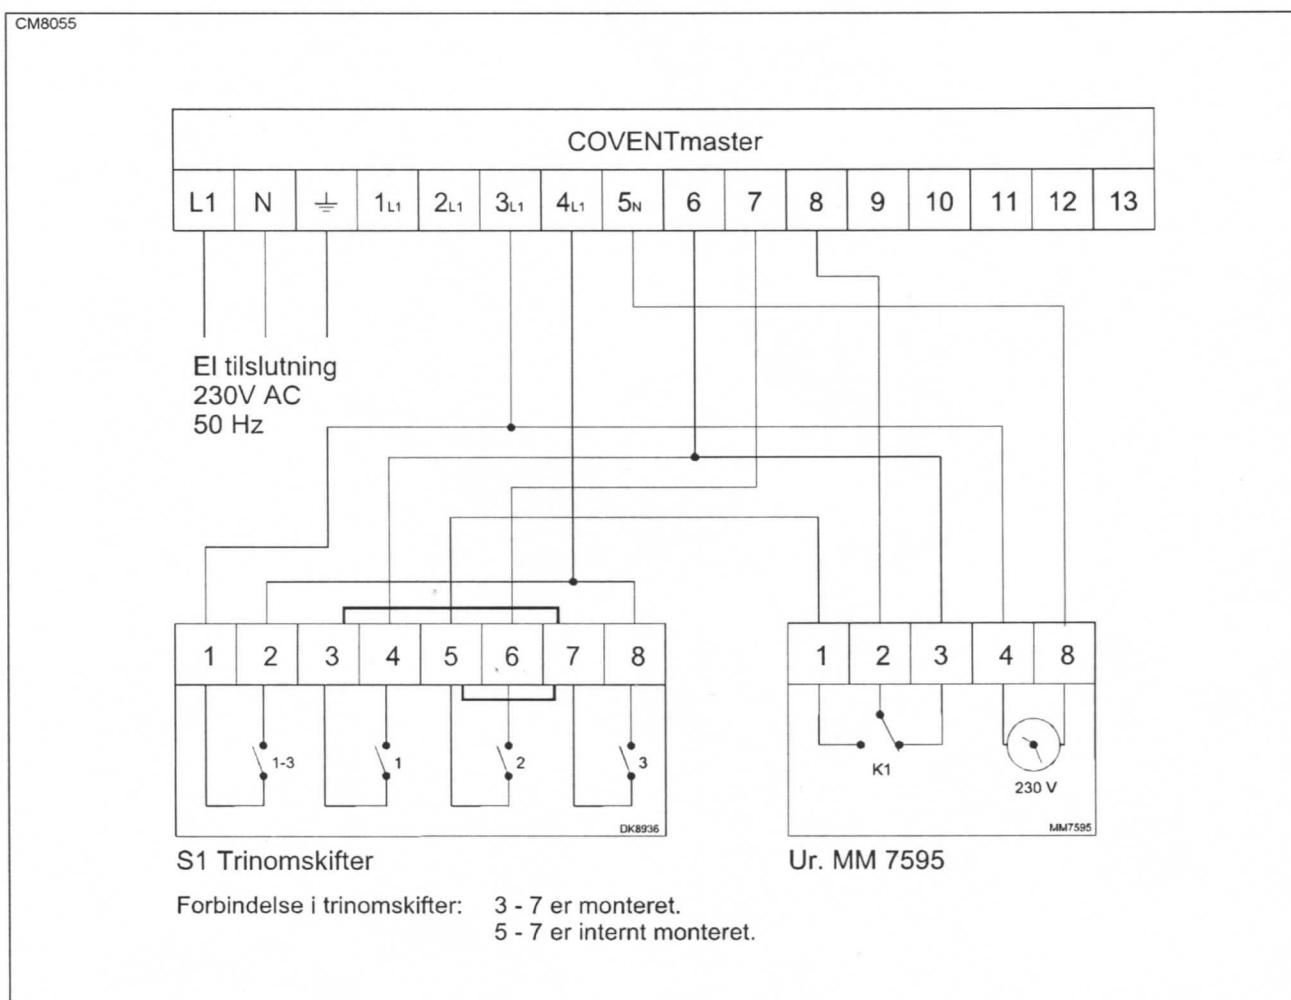 CM8055
COVENTmaster
L1 N 1L1 2L1 3L1 4L1 5N 6 7 8 9 10 11 12 13
El tilslutning
230V AC
50 Hz
1 2 3 4 5 6 7 8
1 2 3 4 8
1-3 1 2 3
K1
230 V
DK8936
MM7595
S1 Trinomskifter
Ur. MM 7595
Forbindelse i trinomskifter: 3 - 7 er monteret.
5 - 7 er internt monteret.